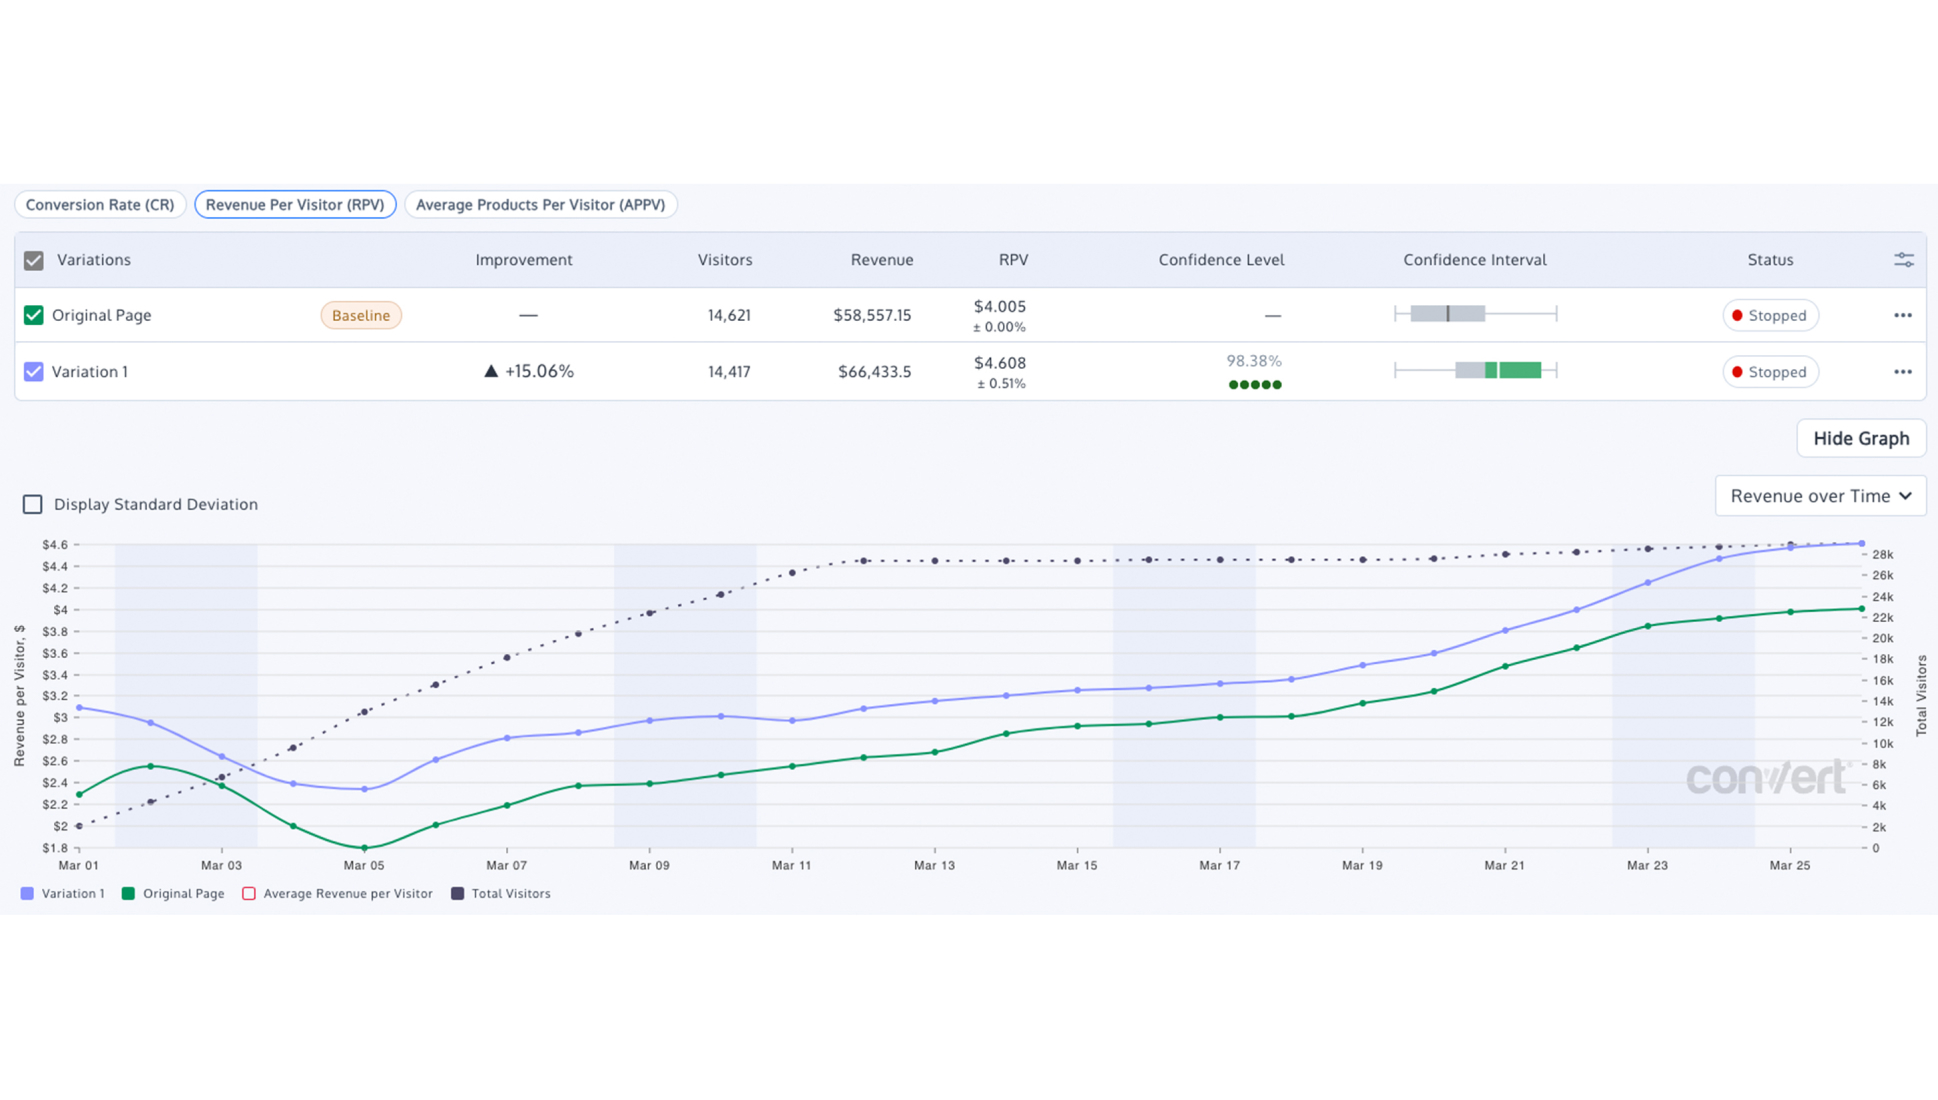 Conversion Rate (CR) Revenue Per Visitor (RPV) Average Products Per Visitor (APPV)
Variations Improvement Visitors Revenue RPV Confidence Level Confidence Interval Status
Original Page Baseline — 14,621 $58,557.15 $4.005 — Stopped
± 0.00%
Variation 1 ▲ +15.06% 14,417 $66,433.5 $4.608 98.38% Stopped
± 0.51%
Hide Graph
Revenue over Time
Display Standard Deviation
Revenue per Visitor, $
$4.6
$4.4
$4.2
$4
$3.8
$3.6
$3.4
$3.2
$3
$2.8
$2.6
$2.4
$2.2
$2
$1.8
28k
26k
24k
22k
20k
18k
16k
14k
12k
10k
8k
6k
4k
2k
0
Total Visitors
convert
Mar 01 Mar 03 Mar 05 Mar 07 Mar 09 Mar 11 Mar 13 Mar 15 Mar 17 Mar 19 Mar 21 Mar 23 Mar 25
Variation 1 Original Page Average Revenue per Visitor Total Visitors